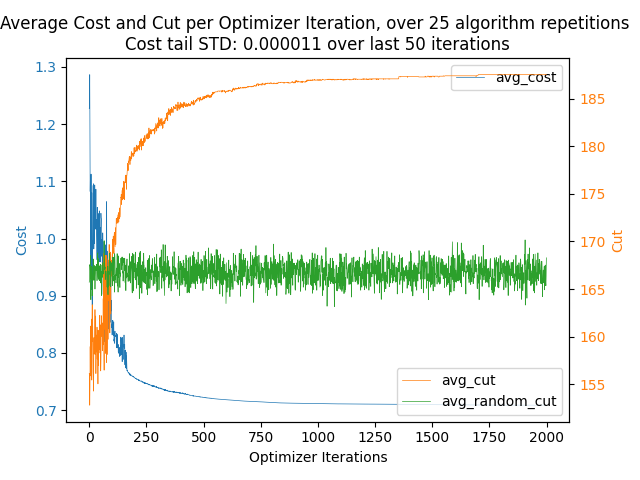 Average Cost and Cut per Optimizer Iteration, over 25 algorithm repetitions
Cost tail STD: 0.000011 over last 50 iterations
1.3
1.2
1.1
1.0
0.9
0.8
0.7
Cost
avg_cost
185
180
175
170
165
160
155
Cut
avg_cut
avg_random_cut
0
250
500
750
1000
1250
1500
1750
2000
Optimizer Iterations